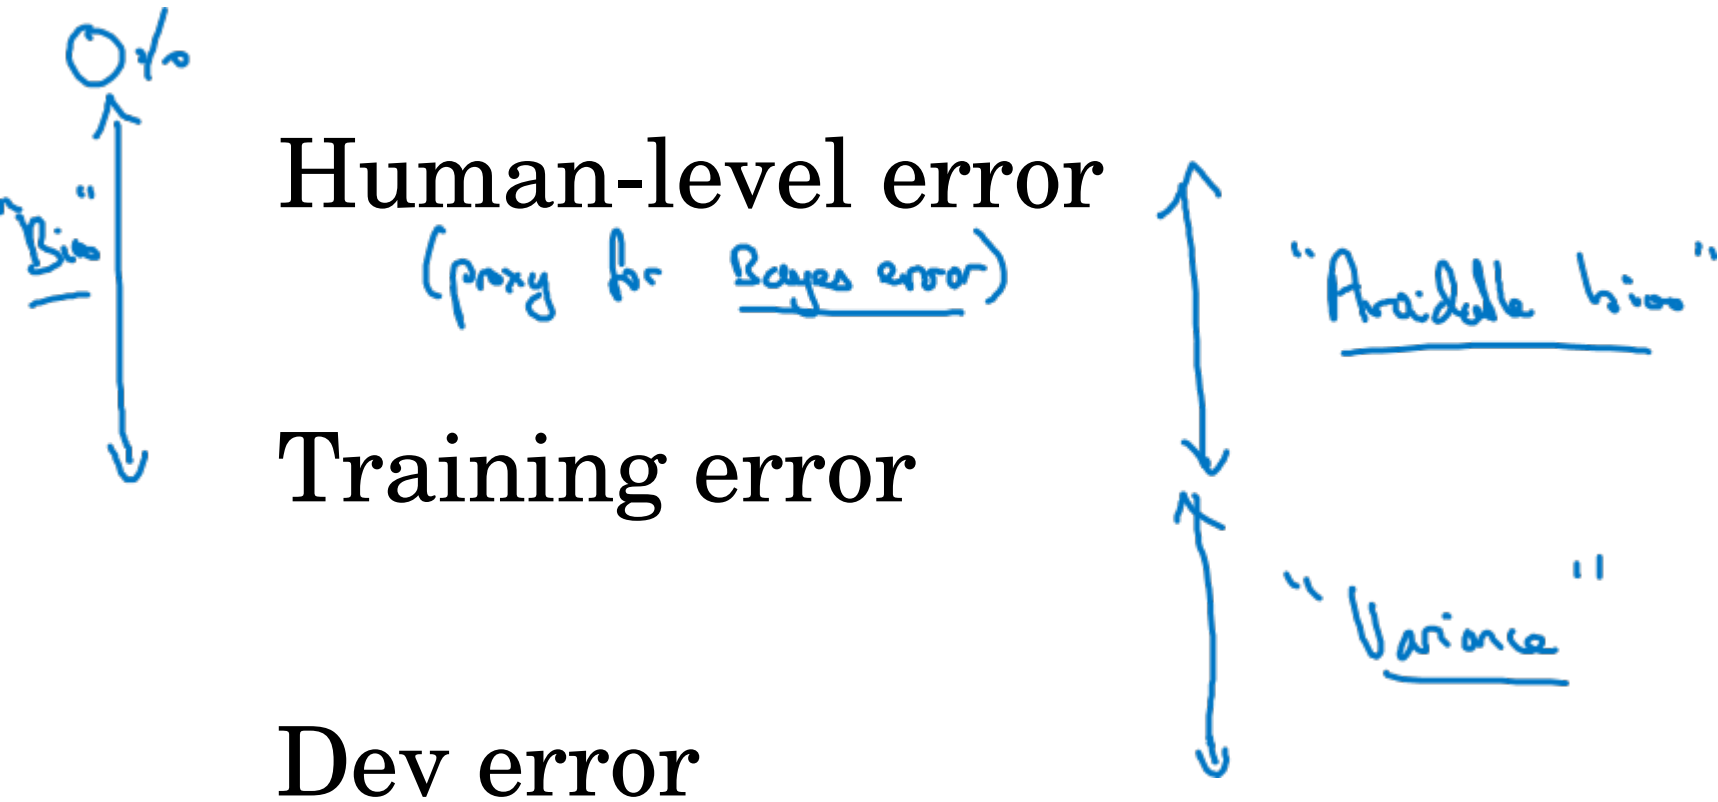 0%
Human-level error
"Bias"
(proxy for Bayes error)
"Avoidable bias"
Training error
"Variance"
Dev error